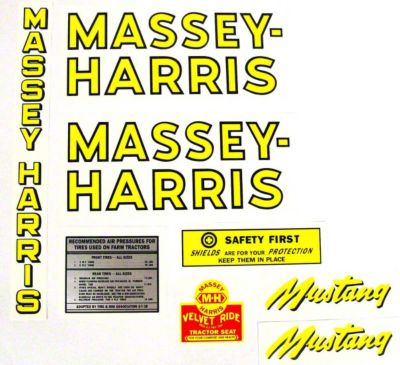 MASSEY HARRIS
MASSEY-
HARRIS
MASSEY-
HARRIS
RECOMMENDED AIR PRESSURES FOR
TIRES USED ON FARM TRACTORS
FRONT TIRES - ALL SIZES
REAR TIRES - ALL SIZES
SAFETY FIRST
SHIELDS ARE FOR YOUR PROTECTION
KEEP THEM IN PLACE
MASSEY
M-H
HARRIS
VELVET RIDE
TRACTOR SEAT
Mustang
Mustang